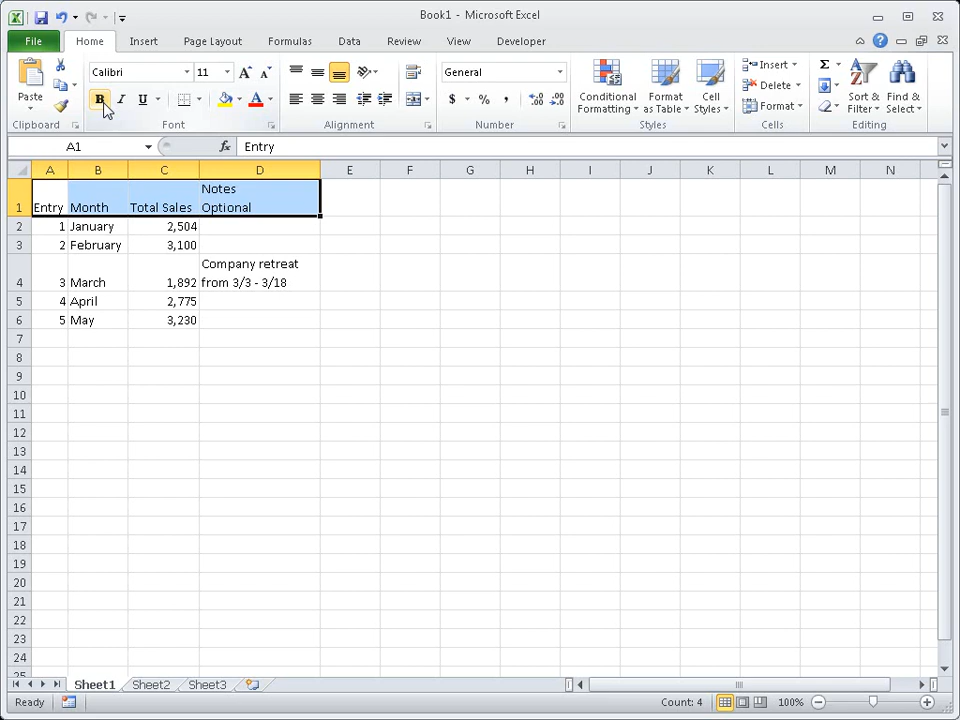 Book1 - Microsoft Excel
File Home Insert Page Layout Formulas Data Review View Developer
Paste
Calibri 11
B I U
General
$ % ,
Conditional Formatting
Format as Table
Cell Styles
Insert
Delete
Format
Σ
Sort & Filter
Find & Select
Clipboard Font Alignment Number Styles Cells Editing
A1 fx Entry
A B C D E F G H I J K L M N
1 Entry Month Total Sales Notes Optional
2 1 January 2,504
3 2 February 3,100
4 3 March 1,892 Company retreat from 3/3 - 3/18
5 4 April 2,775
6 5 May 3,230
7
8
9
10
11
12
13
14
15
16
17
18
19
20
21
22
23
24
25
Sheet1 Sheet2 Sheet3
Ready Count: 4 100%